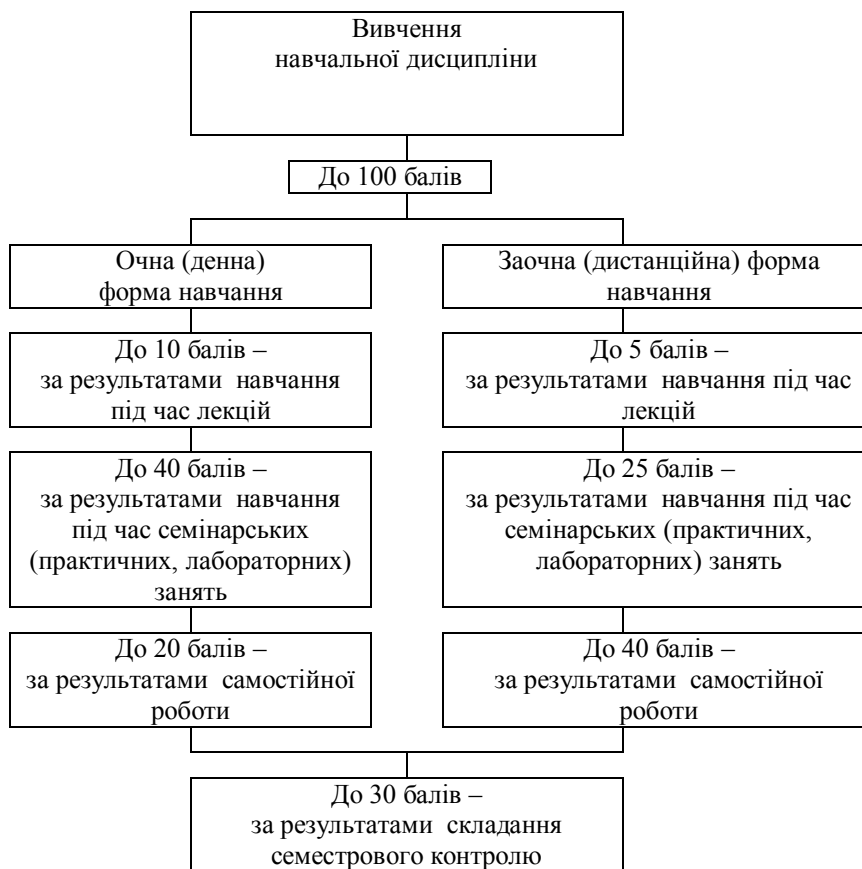 Вивчення
навчальної дисципліни
До 100 балів
Очна (денна)
форма навчання
Заочна (дистанційна) форма
навчання
До 10 балів –
за результатами навчання
під час лекцій
До 5 балів –
за результатами навчання під час
лекцій
До 40 балів –
за результатами навчання
під час семінарських
(практичних, лабораторних)
занять
До 25 балів –
за результатами навчання під час
семінарських (практичних,
лабораторних) занять
До 20 балів –
за результатами самостійної
роботи
До 40 балів –
за результатами самостійної
роботи
До 30 балів –
за результатами складання
семестрового контролю